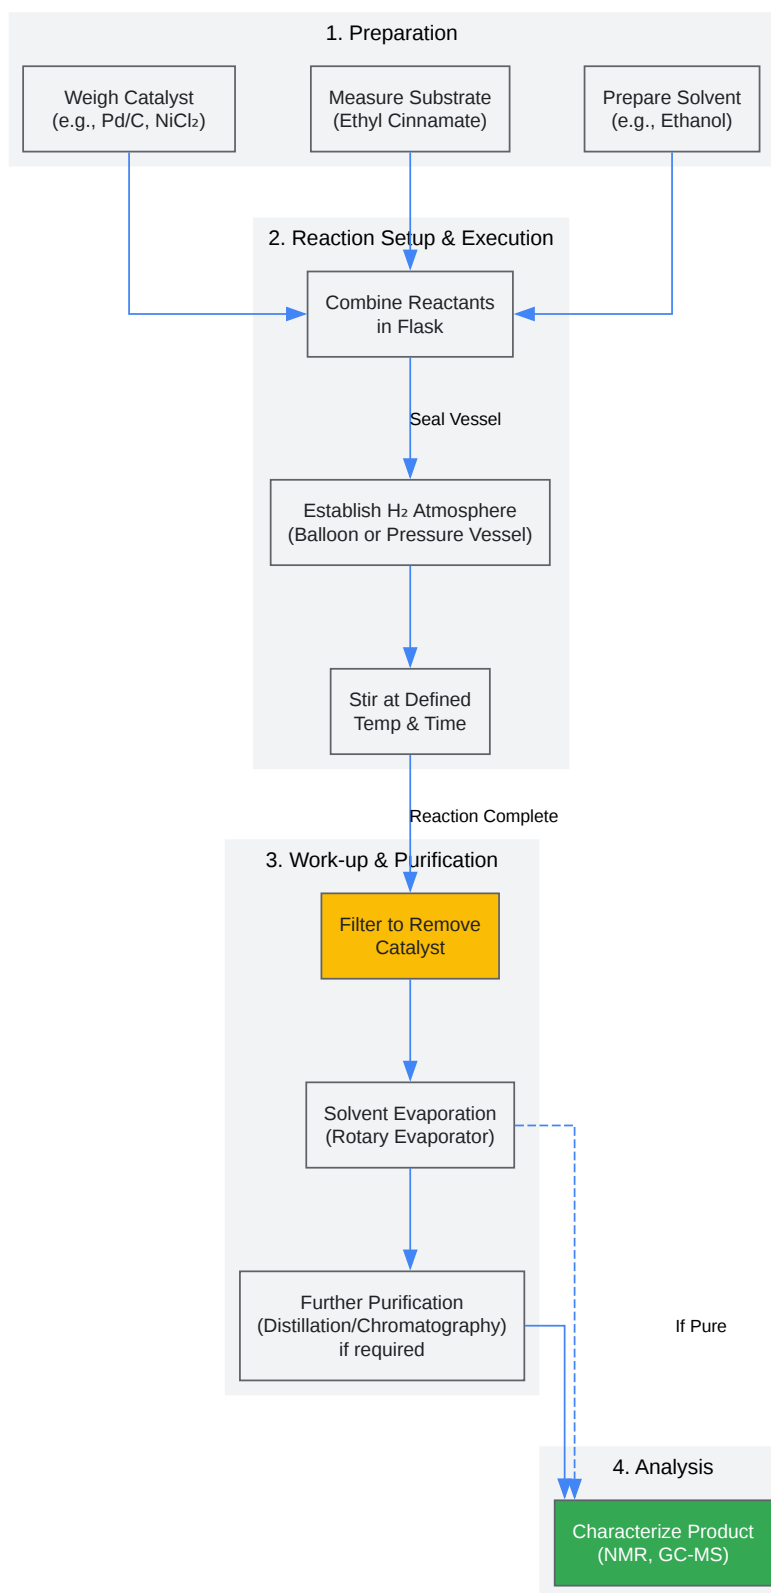 1. Preparation
Weigh Catalyst
(e.g., Pd/C, NiCl₂)
Measure Substrate
(Ethyl Cinnamate)
Prepare Solvent
(e.g., Ethanol)
2. Reaction Setup & Execution
Combine Reactants
in Flask
Seal Vessel
Establish H₂ Atmosphere
(Balloon or Pressure Vessel)
Stir at Defined
Temp & Time
Reaction Complete
3. Work-up & Purification
Filter to Remove
Catalyst
Solvent Evaporation
(Rotary Evaporator)
Further Purification
(Distillation/Chromatography)
if required
If Pure
4. Analysis
Characterize Product
(NMR, GC-MS)